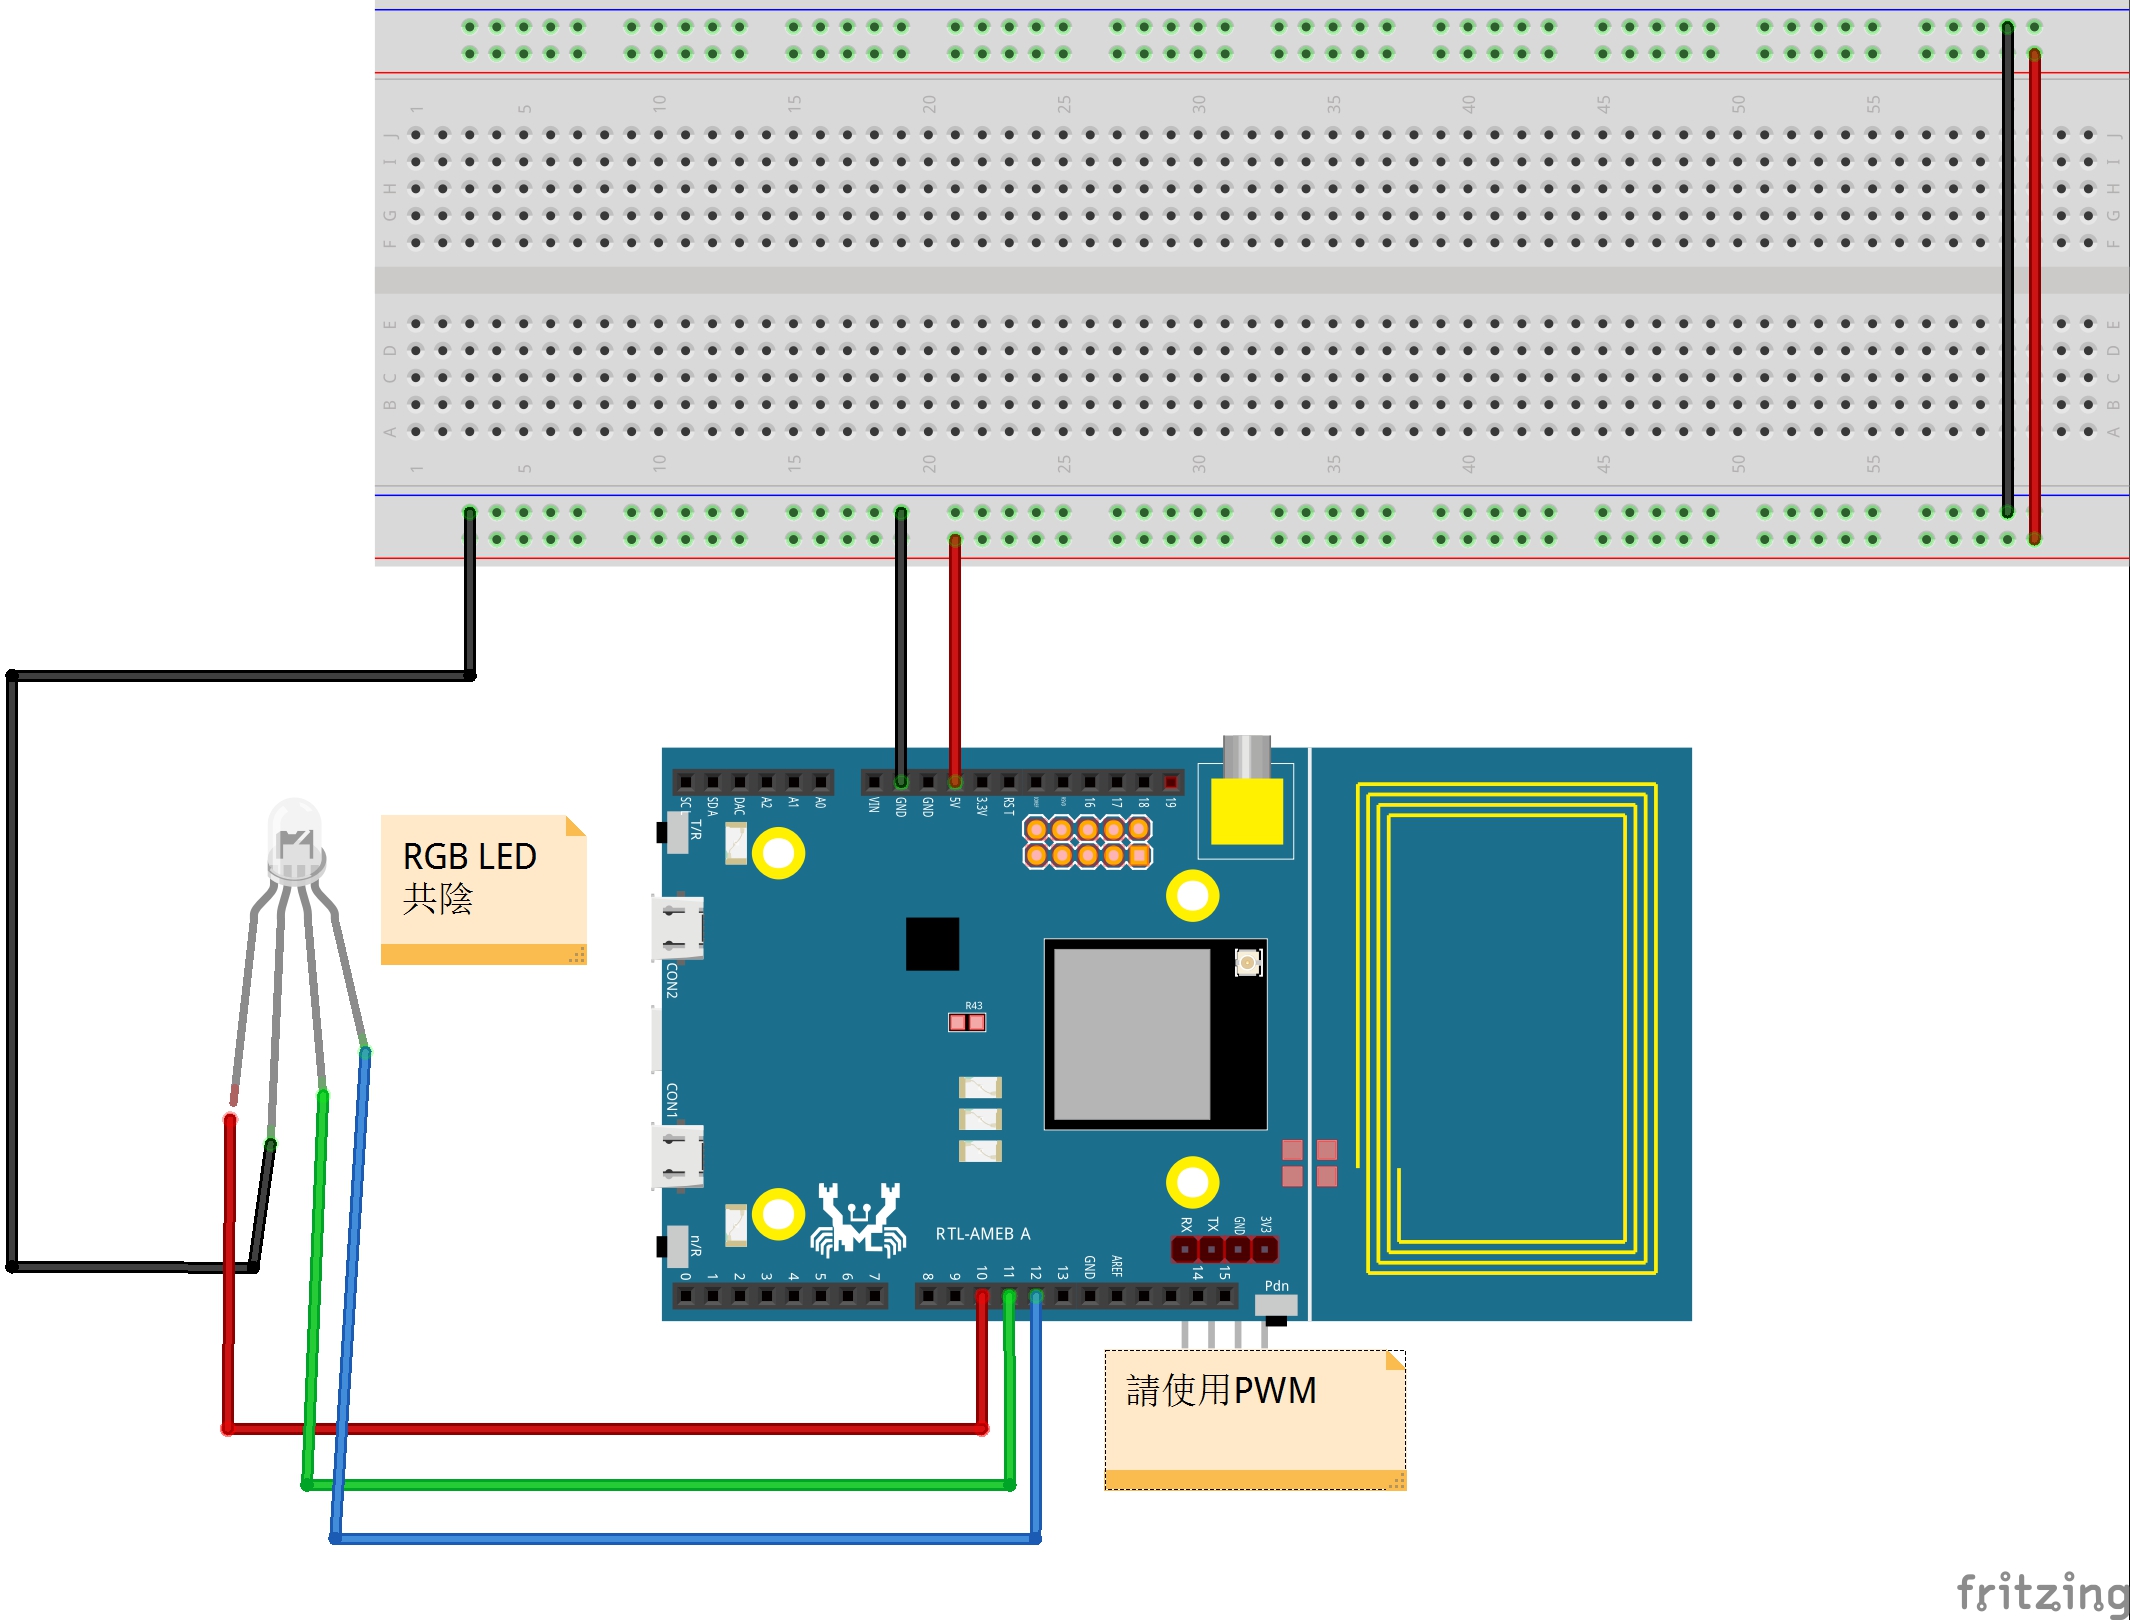 1 5 10 15 20 25 30 35 40 45 50 55
J J
I I
H H
G G
F F
E E
D D
C C
B B
A A
1 5 10 15 20 25 30 35 40 45 50 55
SCL SDA DAC A2 A1 A0 VIN GND GND 5V 3.3V RST 16 17 18 19
T/R
RGB LED
共陰
CON2
R43
CON1
RX TX GND 3V3
RTL-AMEB A
n/R
0 1 2 3 4 5 6 7 8 9 10 11 12 13 GND AREF 14 15
Pdn
請使用PWM
fritzing